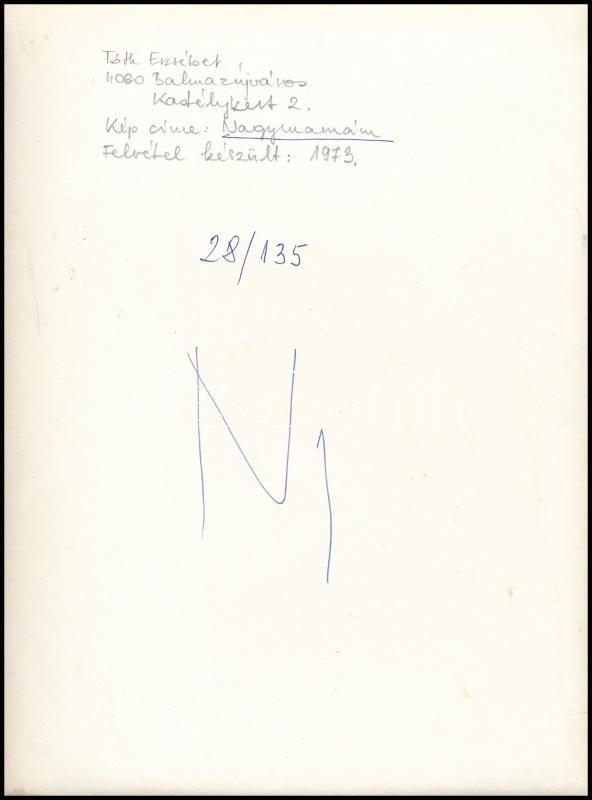 Tóth Erzsébet
4060 Balmazújváros
Kastélykert 2.
Kép címe: Nagymamám
Felvétel készült: 1973.
28/135
N